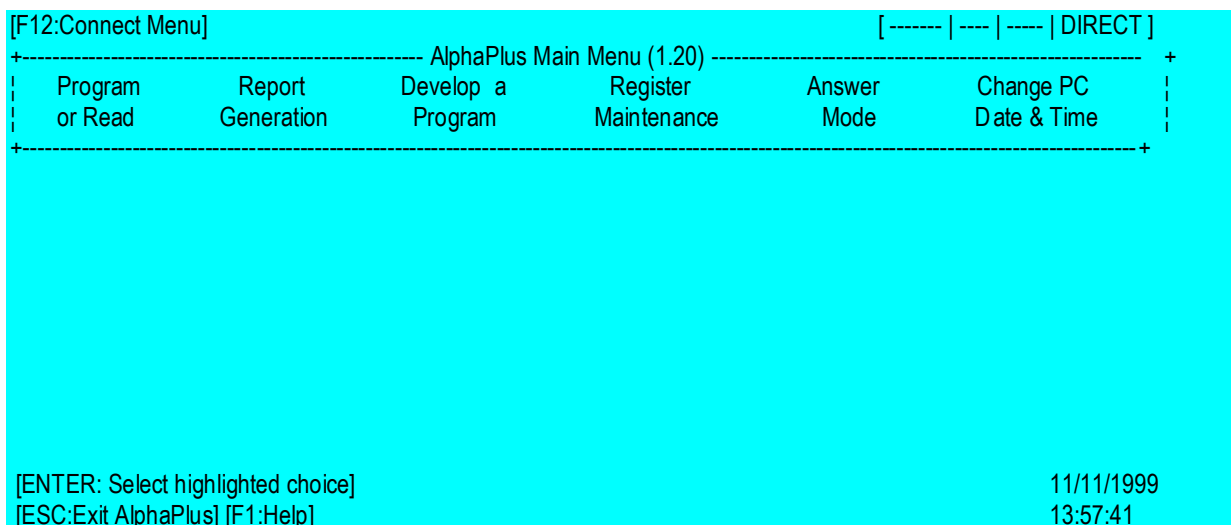 [F12:Connect Menu] [ ------- | ---- | ----- | DIRECT ]
+------------------------------------------------------ AlphaPlus Main Menu (1.20) ---------------------------------------------------------- +
¦ Program Report Develop a Register Answer Change PC ¦
¦ or Read Generation Program Maintenance Mode Date & Time ¦
+--------------------------------------------------------------------------------------------------------------------------------------------------------+
[ENTER: Select highlighted choice] 11/11/1999
[ESC:Exit AlphaPlus] [F1:Help] 13:57:41